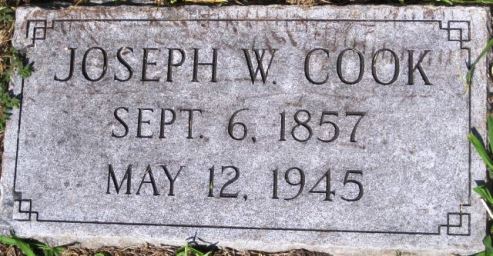 JOSEPH W. COOK
SEPT. 6, 1857
MAY 12, 1945